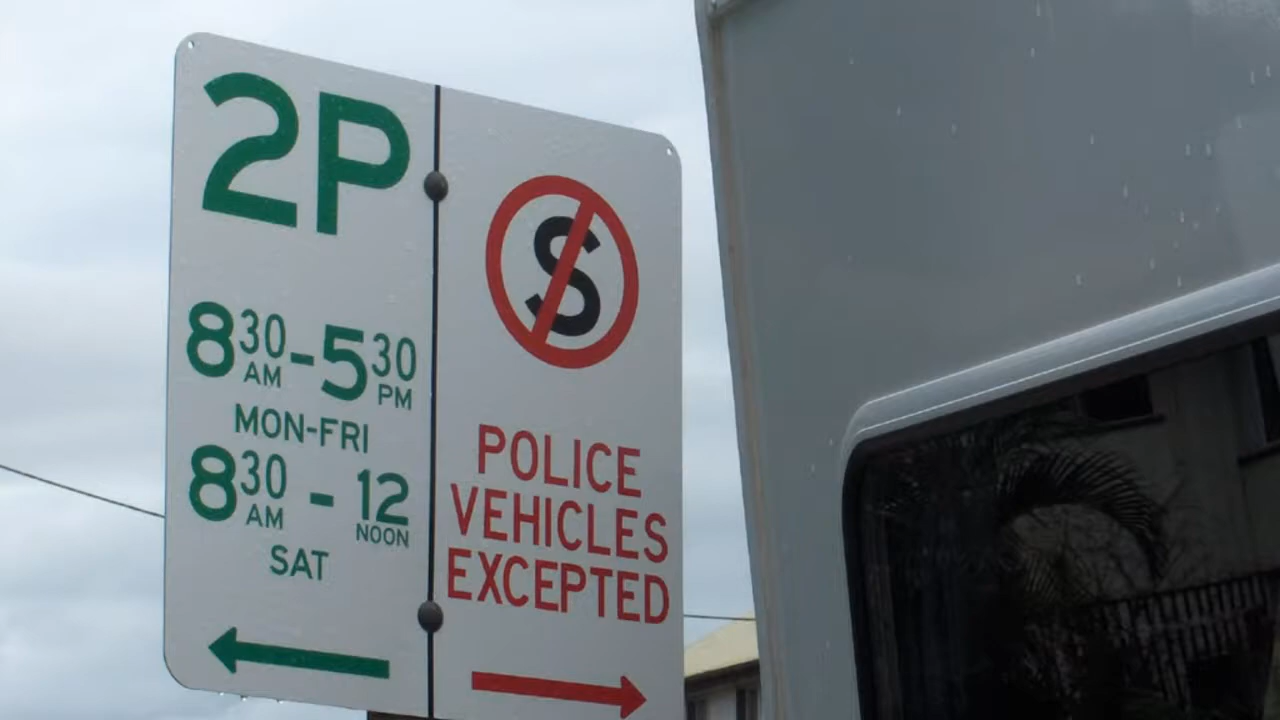 2P
8 30 AM - 5 30 PM
MON-FRI
8 30 AM - 12 NOON
SAT
S
POLICE
VEHICLES
EXCEPTED